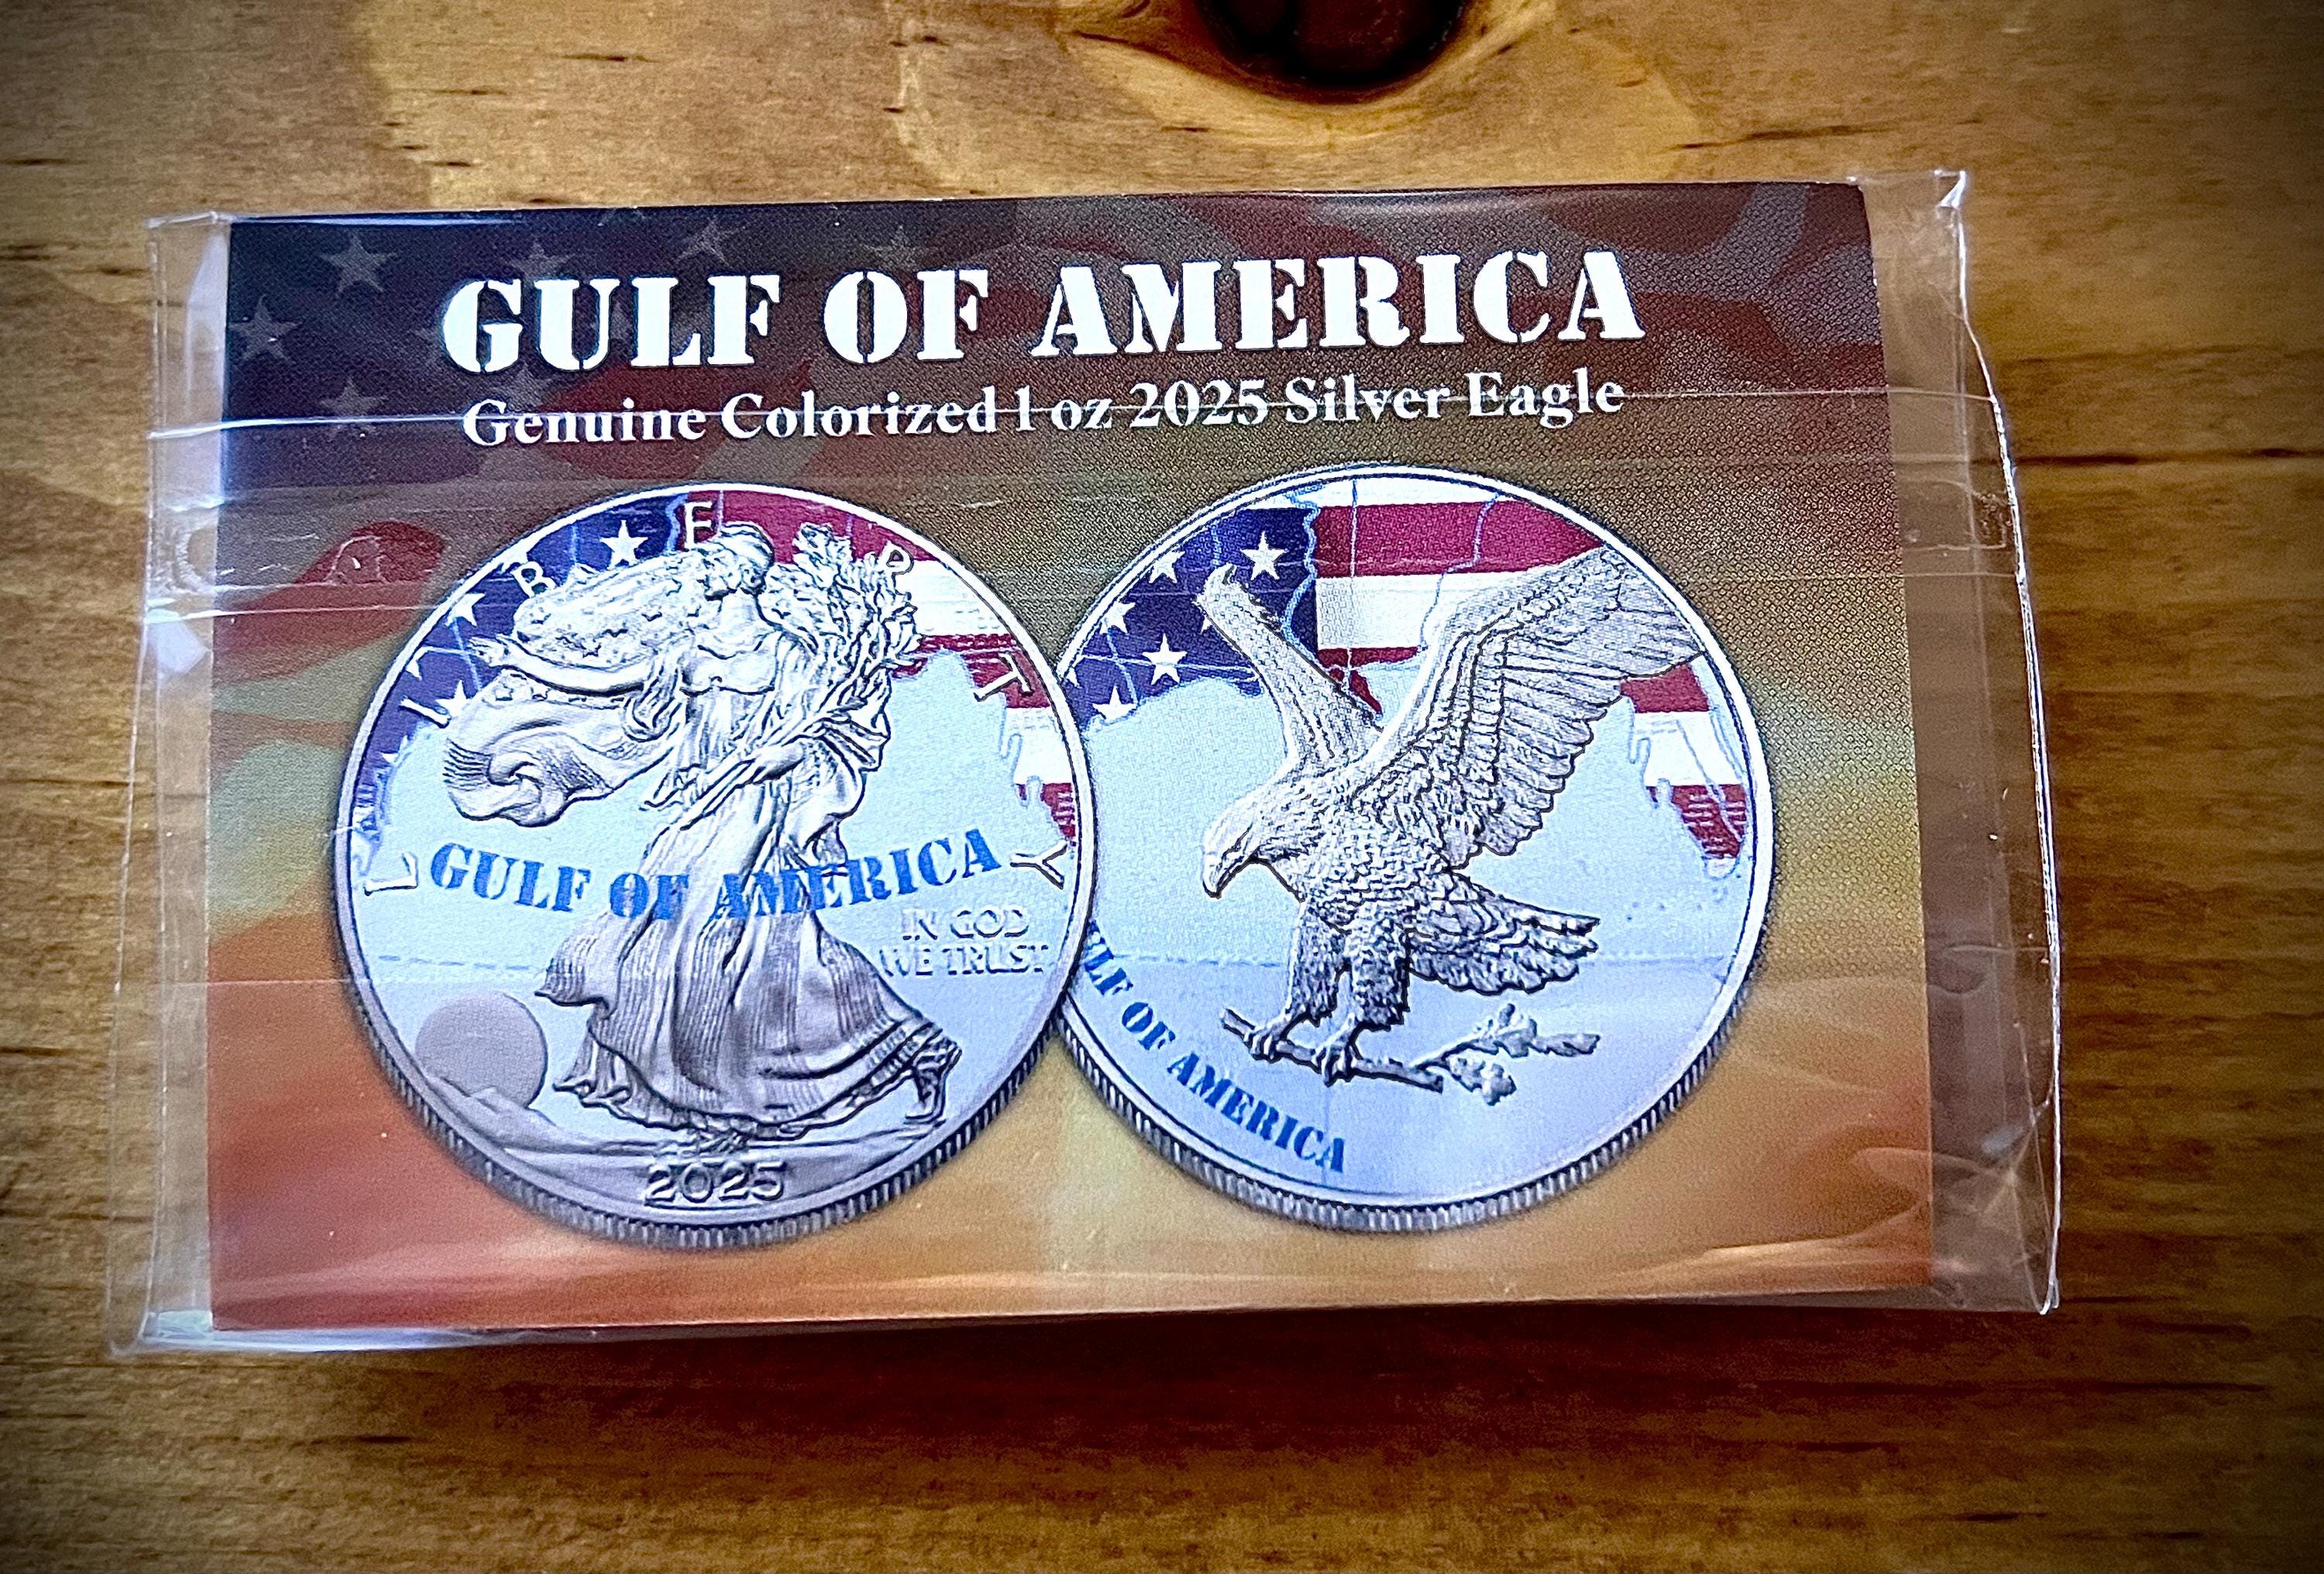 GULF OF AMERICA
Genuine Colorized 1 oz 2025 Silver Eagle
LIBERTY
GULF OF AMERICA
IN GOD
WE TRUST
2025
OF AMERICA